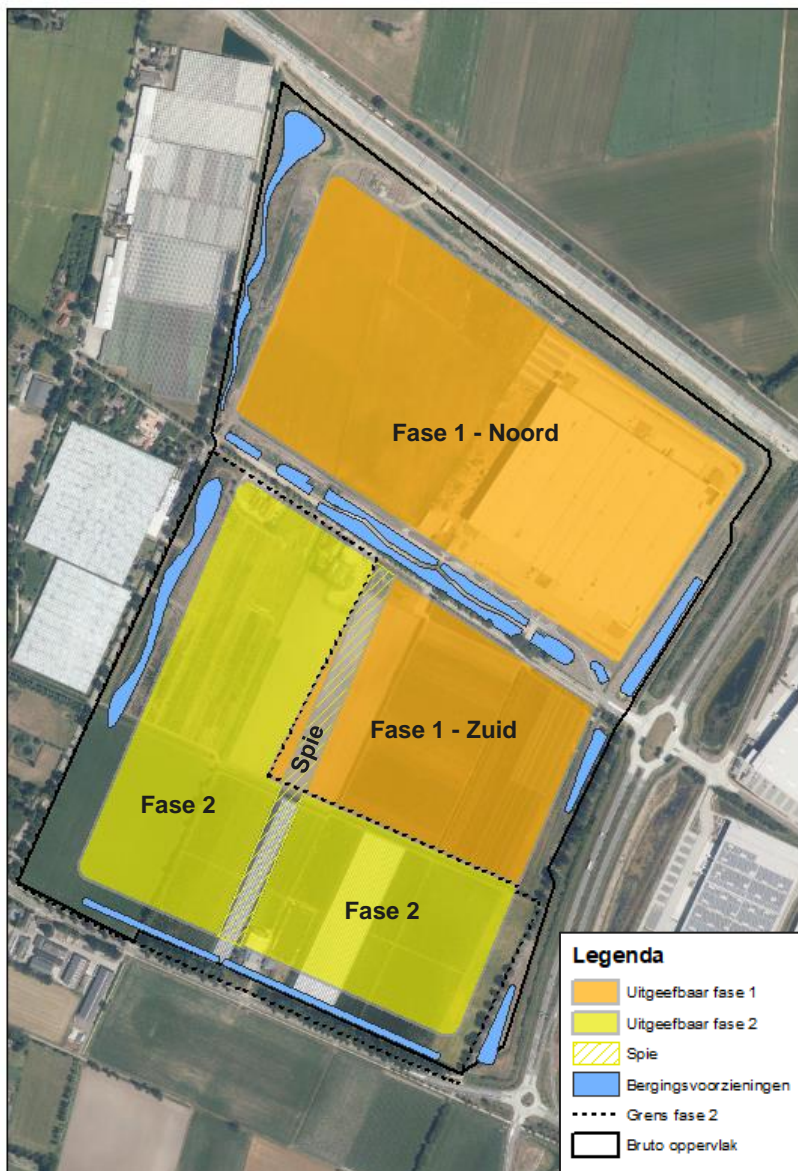 Fase 1 - Noord
Fase 1 - Zuid
Spie
Fase 2
Fase 2
Legenda
Uitgeefbaar fase 1
Uitgeefbaar fase 2
Spie
Bergingsvoorzieningen
Grens fase 2
Bruto oppervlak